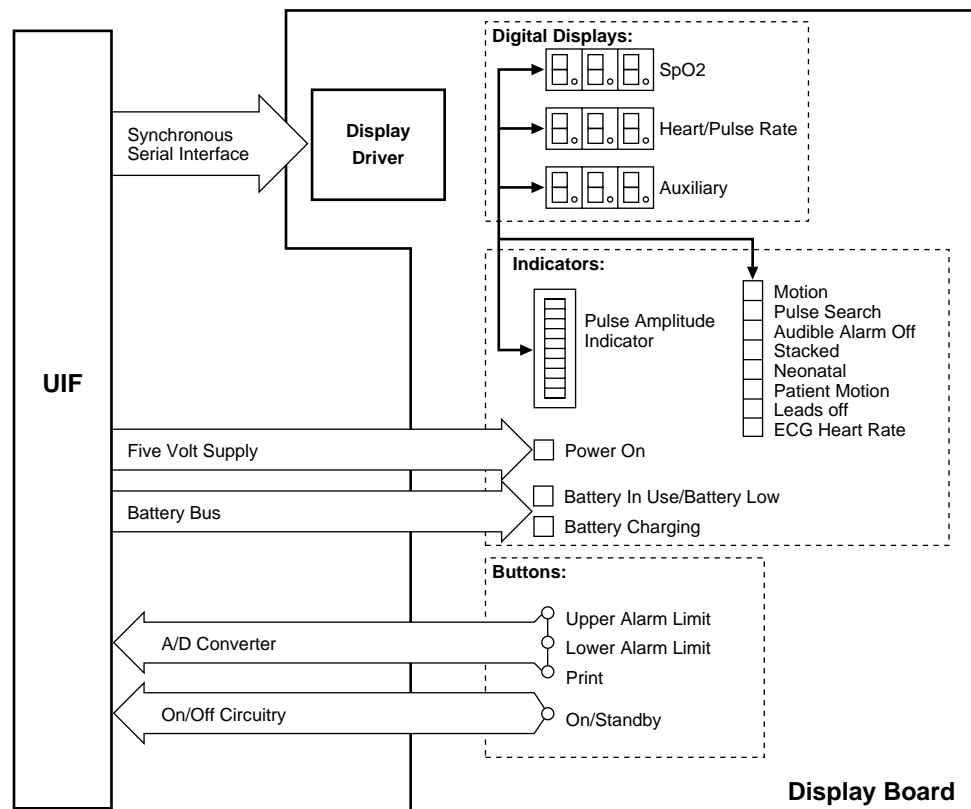 Digital Displays:
SpO2
Heart/Pulse Rate
Auxiliary
Synchronous
Serial Interface
Display
Driver
Indicators:
Pulse Amplitude
Indicator
Motion
Pulse Search
Audible Alarm Off
Stacked
Neonatal
Patient Motion
Leads off
ECG Heart Rate
UIF
Five Volt Supply
Power On
Battery Bus
Battery In Use/Battery Low
Battery Charging
Buttons:
A/D Converter
Upper Alarm Limit
Lower Alarm Limit
Print
On/Off Circuitry
On/Standby
Display Board